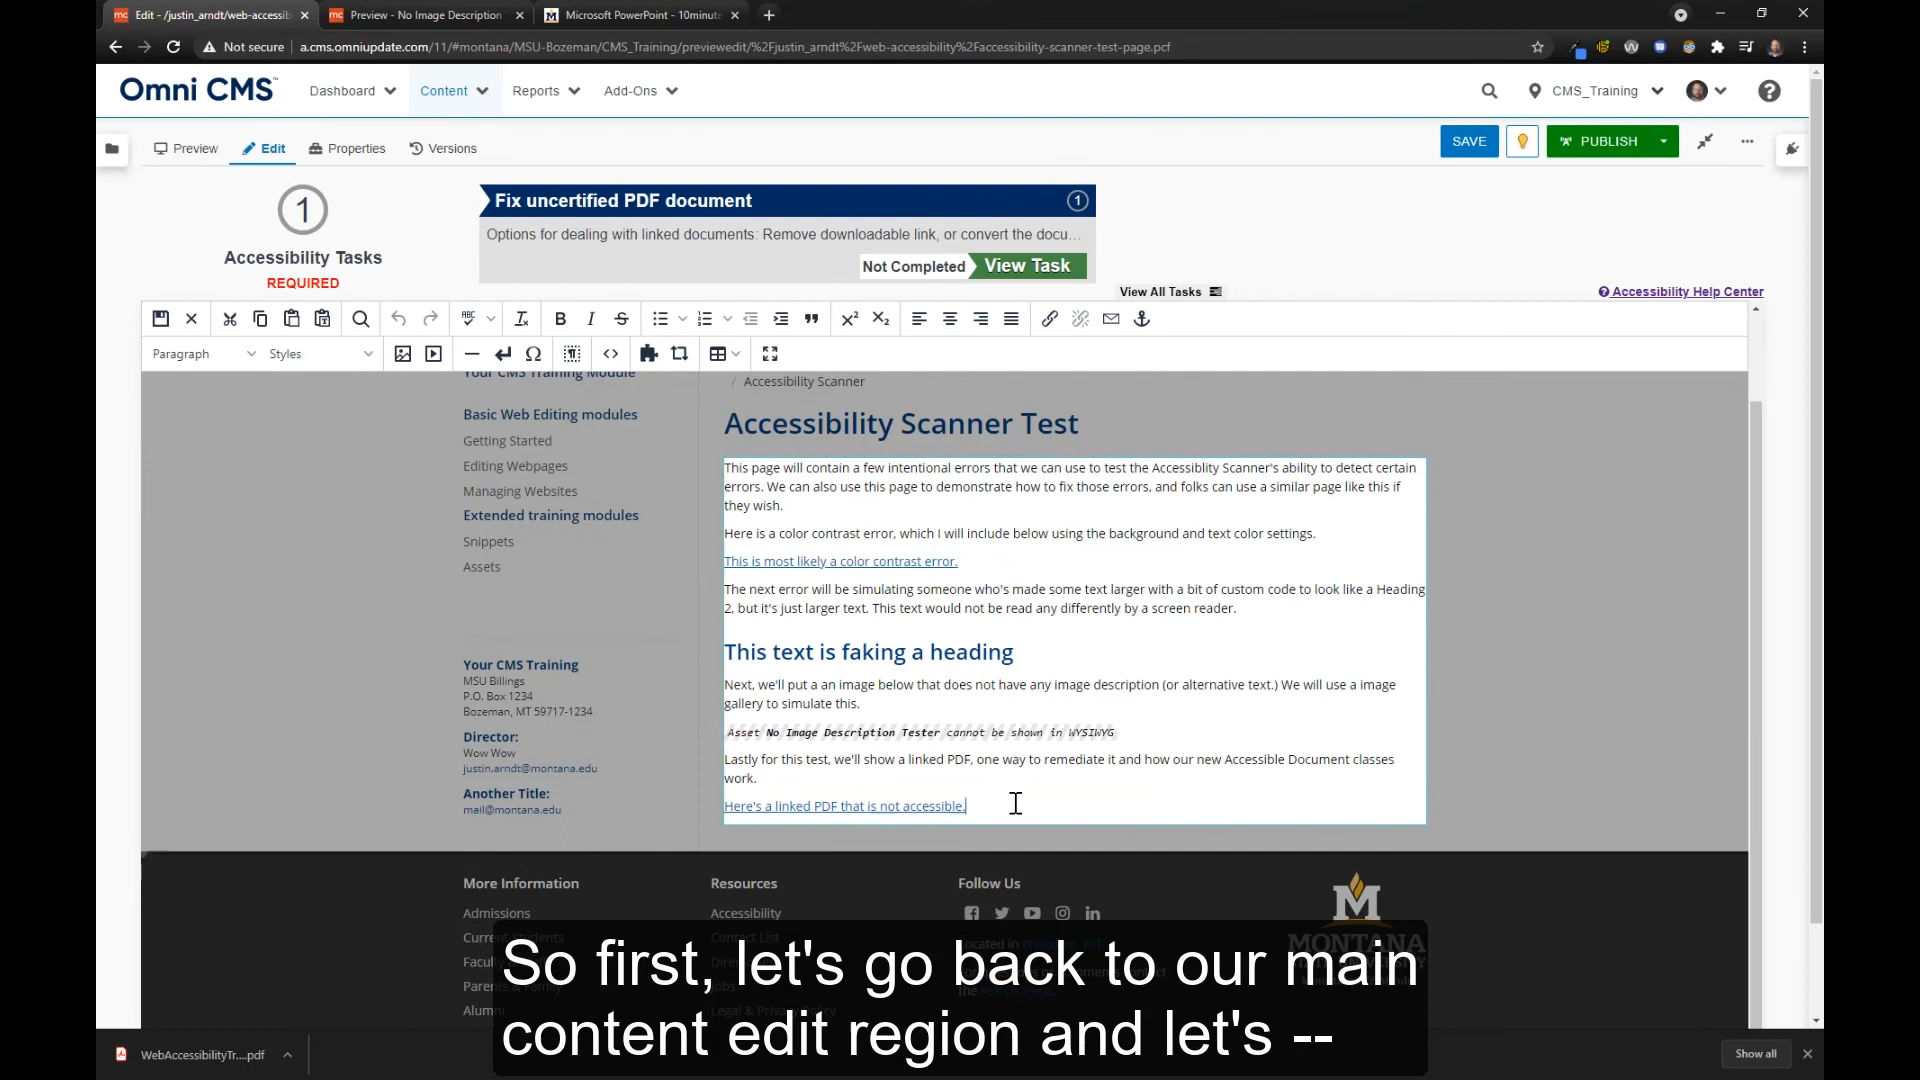 Edit - /justin_arndt/web-accessib
Preview - No Image Description
Microsoft PowerPoint - 10minute
Not secure
a.cms.omniupdate.com/11/#montana/MSU-Bozeman/CMS_Training/previewedit/%2Fjustin_arndt%2Fweb-accessibility%2Faccessibility-scanner-test-page.pcf
Omni CMS
Dashboard
Content
Reports
Add-Ons
CMS_Training
Preview
Edit
Properties
Versions
SAVE
PUBLISH
1
Accessibility Tasks
REQUIRED
Fix uncertified PDF document
1
Options for dealing with linked documents: Remove downloadable link, or convert the docu...
Not Completed
View Task
View All Tasks
Accessibility Help Center
Paragraph
Styles
Your CMS Training Module
Basic Web Editing modules
Getting Started
Editing Webpages
Managing Websites
Extended training modules
Snippets
Assets
Your CMS Training
MSU Billings
P.O. Box 1234
Bozeman, MT 59717-1234
Director:
Wow Wow
justin.arndt@montana.edu
Another Title:
mail@montana.edu
/ Accessibility Scanner
Accessibility Scanner Test
This page will contain a few intentional errors that we can use to test the Accessiblity Scanner's ability to detect certain
errors. We can also use this page to demonstrate how to fix those errors, and folks can use a similar page like this if
they wish.
Here is a color contrast error, which I will include below using the background and text color settings.
This is most likely a color contrast error.
The next error will be simulating someone who's made some text larger with a bit of custom code to look like a Heading
2, but it's just larger text. This text would not be read any differently by a screen reader.
This text is faking a heading
Next, we'll put a an image below that does not have any image description (or alternative text.) We will use a image
gallery to simulate this.
Asset No Image Description Tester cannot be shown in WYSIWYG
Lastly for this test, we'll show a linked PDF, one way to remediate it and how our new Accessible Document classes
work.
Here's a linked PDF that is not accessible.
More Information
Admissions
Current Students
Resources
Accessibility
Contact List
Legal & Privacy Policy
Follow Us
Located in
M
MONTANA
So first, let's go back to our main
content edit region and let's --
WebAccessibilityTr....pdf
Show all